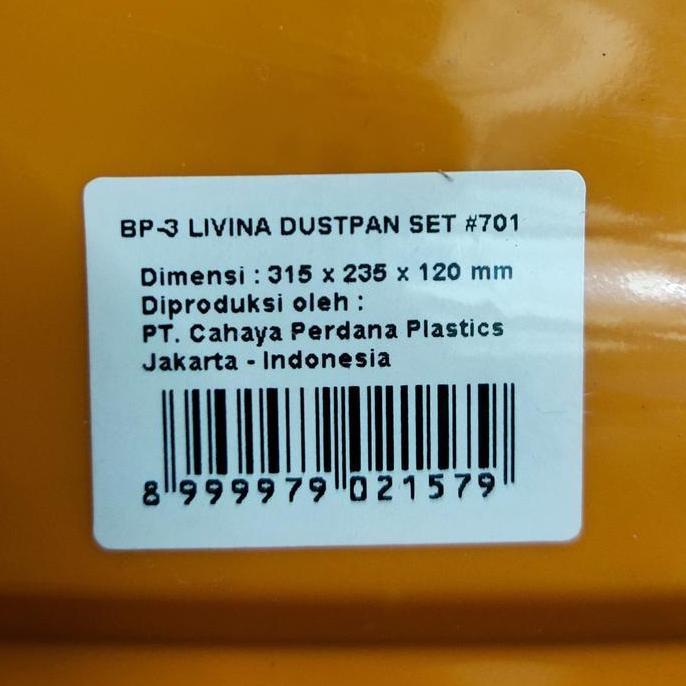 BP-3 LIVINA DUSTPAN SET #701
Dimensi : 315 x 235 x 120 mm
Diproduksi oleh :
PT. Cahaya Perdana Plastics
Jakarta - Indonesia
8 999979 021579